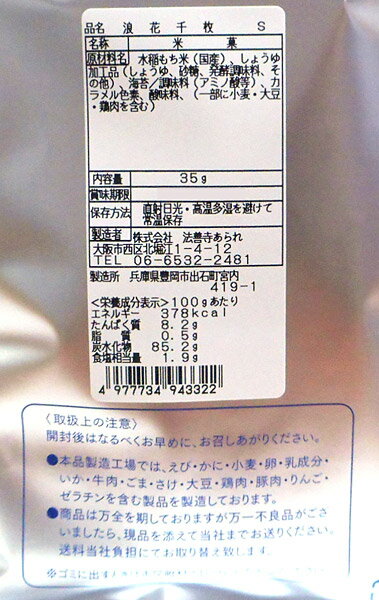 品名 浪花千枚 S
名称 米菓
原材料名 水稲もち米(国産)、しょうゆ
加工品(しょうゆ、砂糖、発酵調味料、そ
の他)、海苔/調味料(アミノ酸等)、カ
ラメル色素、酸味料、(一部に小麦・大豆
・鶏肉を含む)
内容量 35g
賞味期限
保存方法 直射日光・高温多湿を避けて
常温保存
製造者 株式会社 法善寺あられ
大阪市西区北堀江1-4-12
TEL 06-6532-2481
製造所 兵庫県豊岡市出石町宮内
419-1
<栄養成分表示>100gあたり
エネルギー 378kcal
たんぱく質 8.2g
脂質 0.5g
炭水化物 85.2g
食塩相当量 1.9g
4 977734 943322
〈取扱上の注意〉
開封後はなるべくお早めに、お召しあがりください。
●本品製造工場では、えび・かに・小麦・卵・乳成分・
いか・牛肉・ごま・さけ・大豆・鶏肉・豚肉・りんご・
ゼラチンを含む製品を製造しております。
●商品は万全を期しておりますが万一不良品がござ
いましたら、現品を添えて当社までお送りください。
送料当社負担にてお取り替え致します。
※ゴミに出すときは